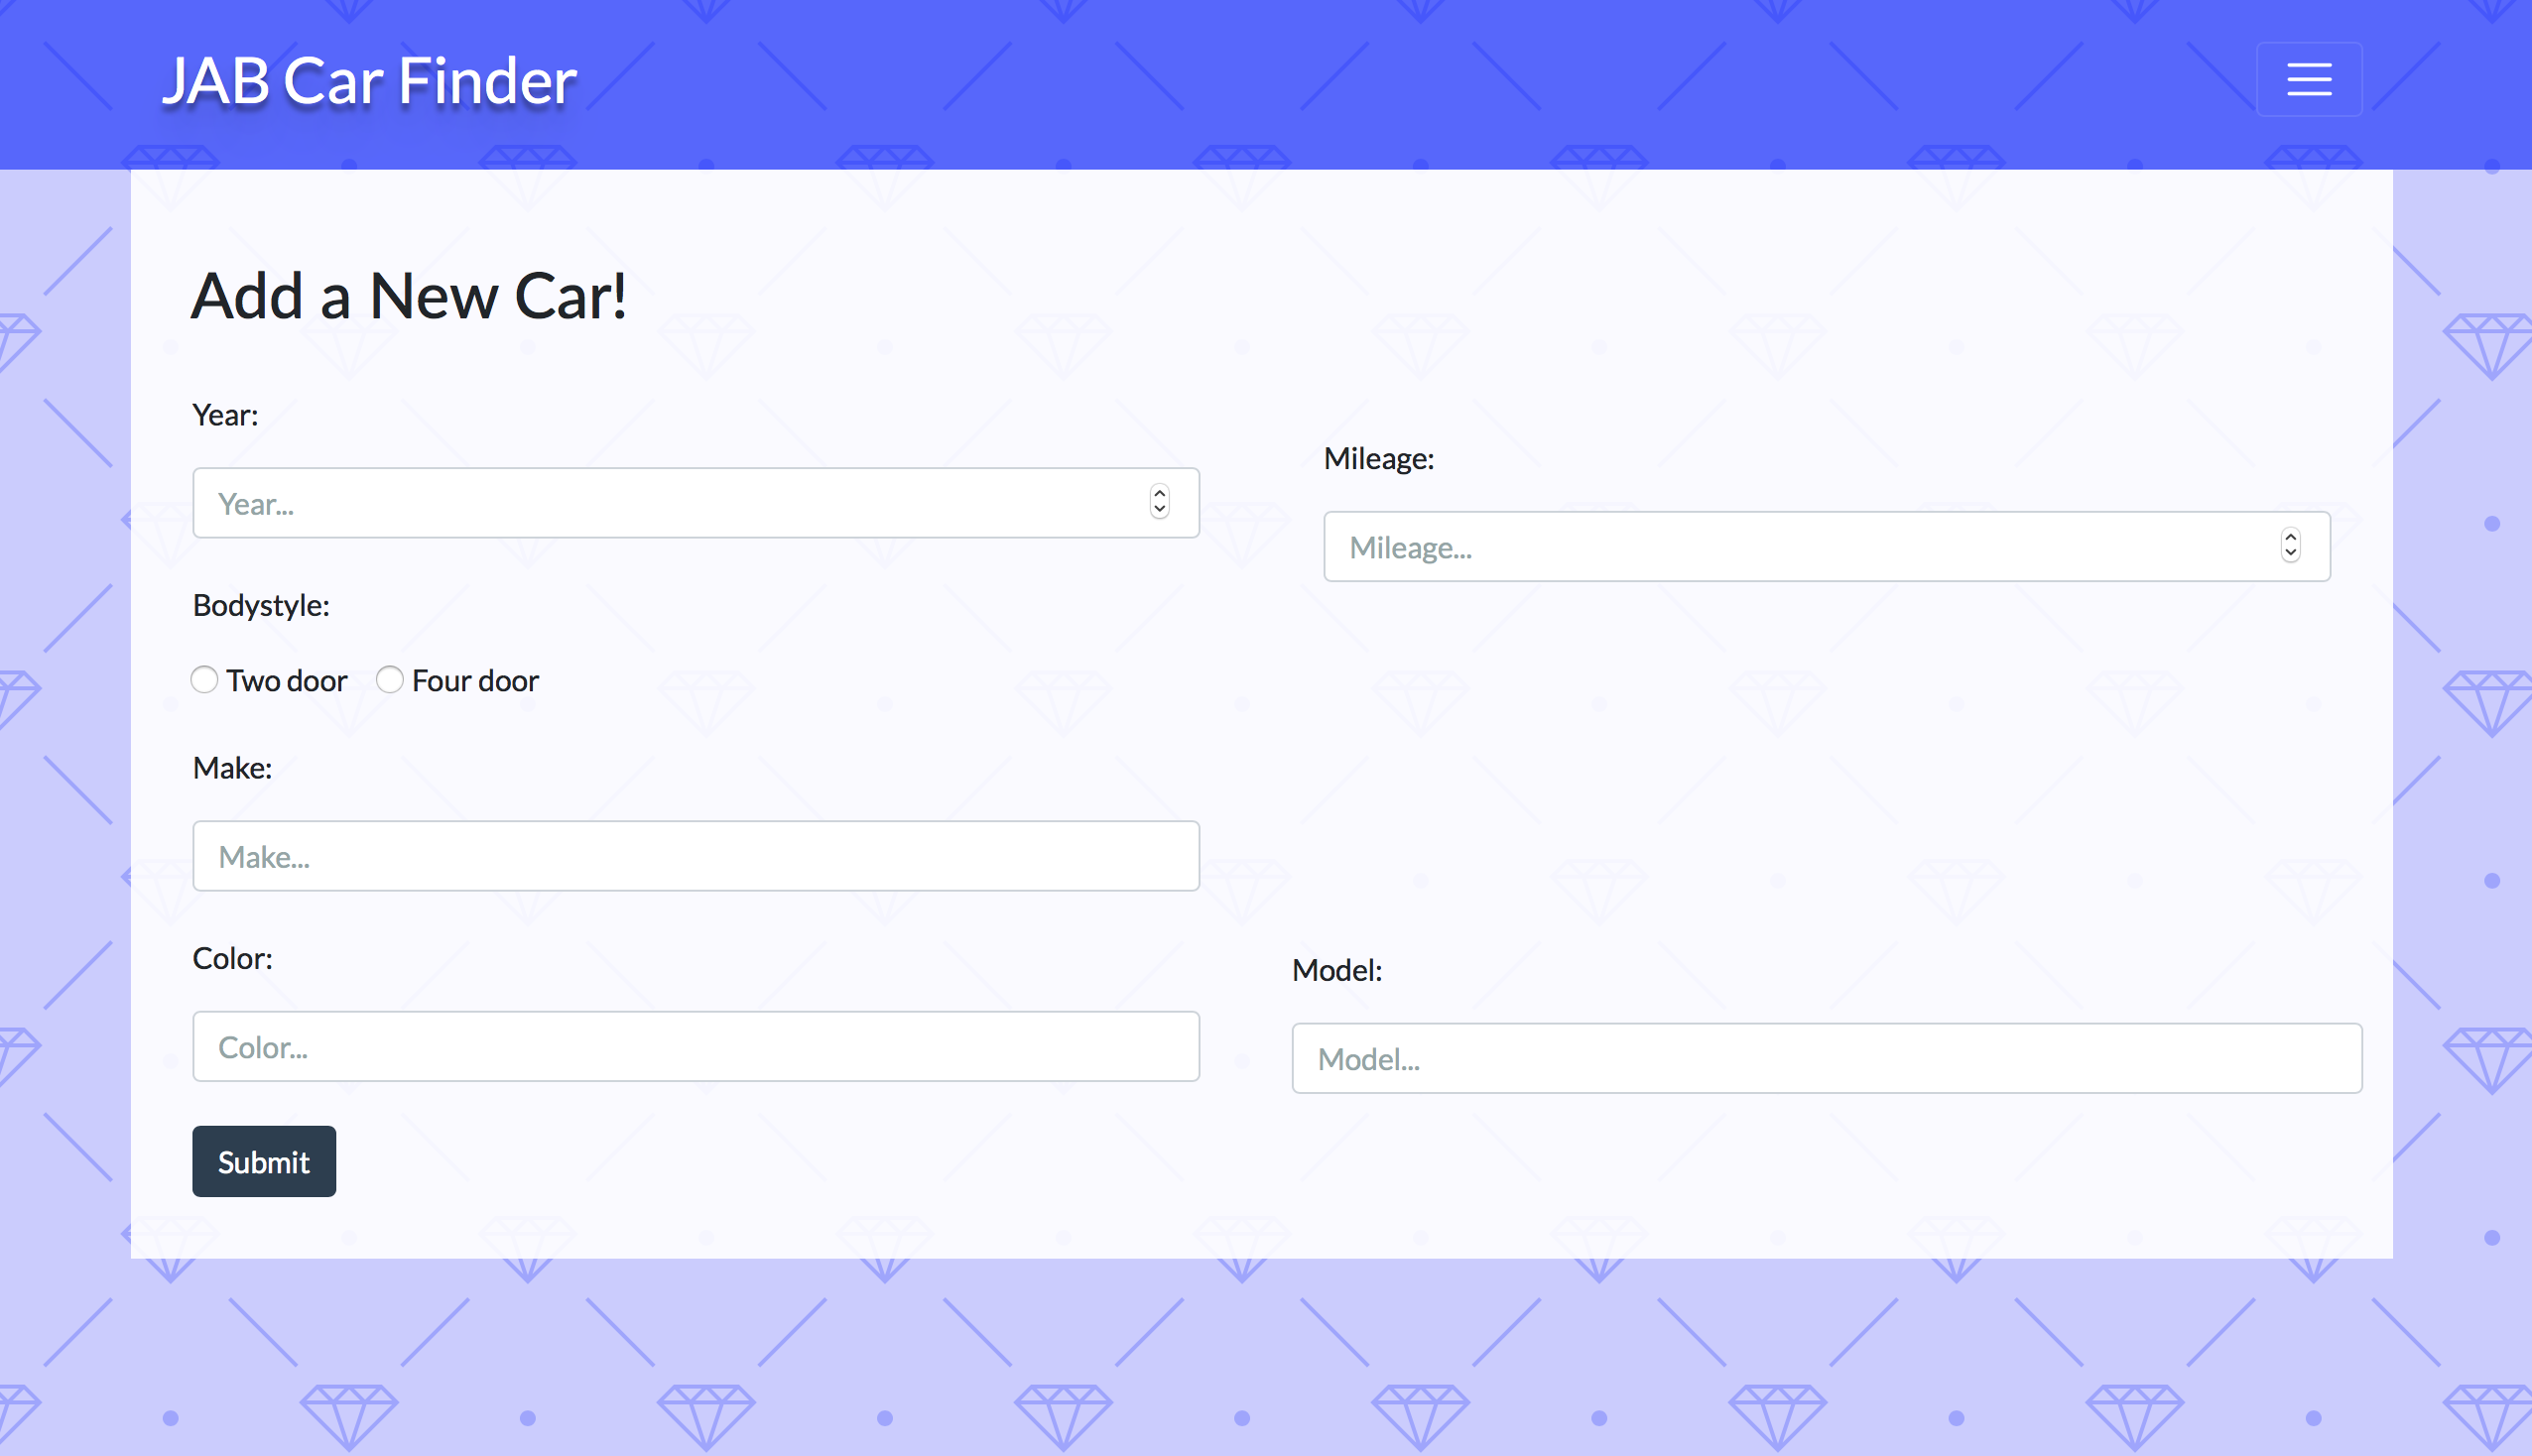 JAB Car Finder
Add a New Car!
Year:
Year...
Mileage:
Mileage...
Bodystyle:
Two door
Four door
Make:
Make...
Color:
Color...
Model:
Model...
Submit